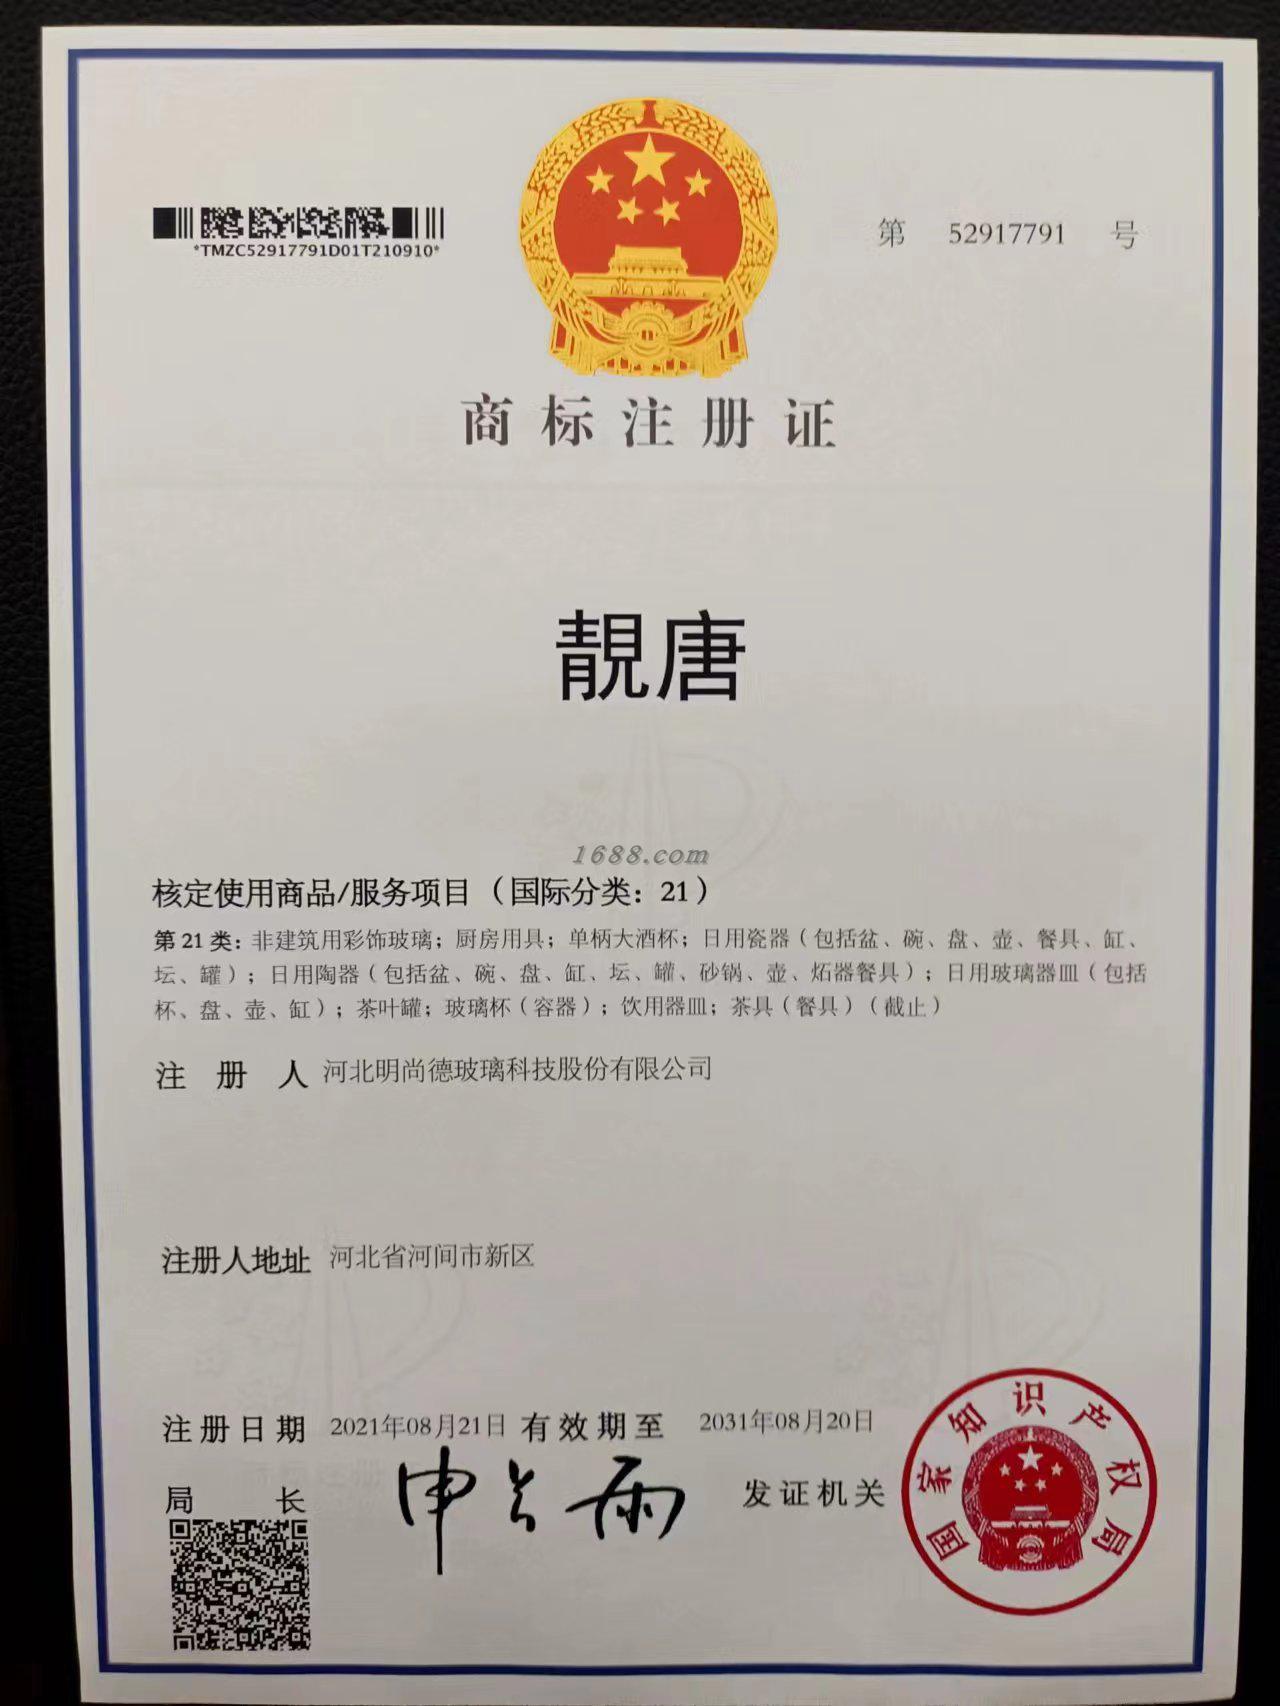 *TMZC52917791D01T210910*
第 52917791 号
商标注册证
靚唐
1688.com
核定使用商品/服务项目（国际分类：21）
第 21 类：非建筑用彩饰玻璃；厨房用具；单柄大酒杯；日用瓷器（包括盆、碗、盘、壶、餐具、缸、
坛、罐）；日用陶器（包括盆、碗、盘、缸、坛、罐、砂锅、壶、炻器餐具）；日用玻璃器皿（包括
杯、盘、壶、缸）；茶叶罐；玻璃杯（容器）；饮用器皿；茶具（餐具）（截止）
注册人 河北明尚德玻璃科技股份有限公司
注册人地址 河北省河间市新区
注册日期 2021年08月21日 有效期至 2031年08月20日
局长 申长雨 发证机关
国家知识产权局